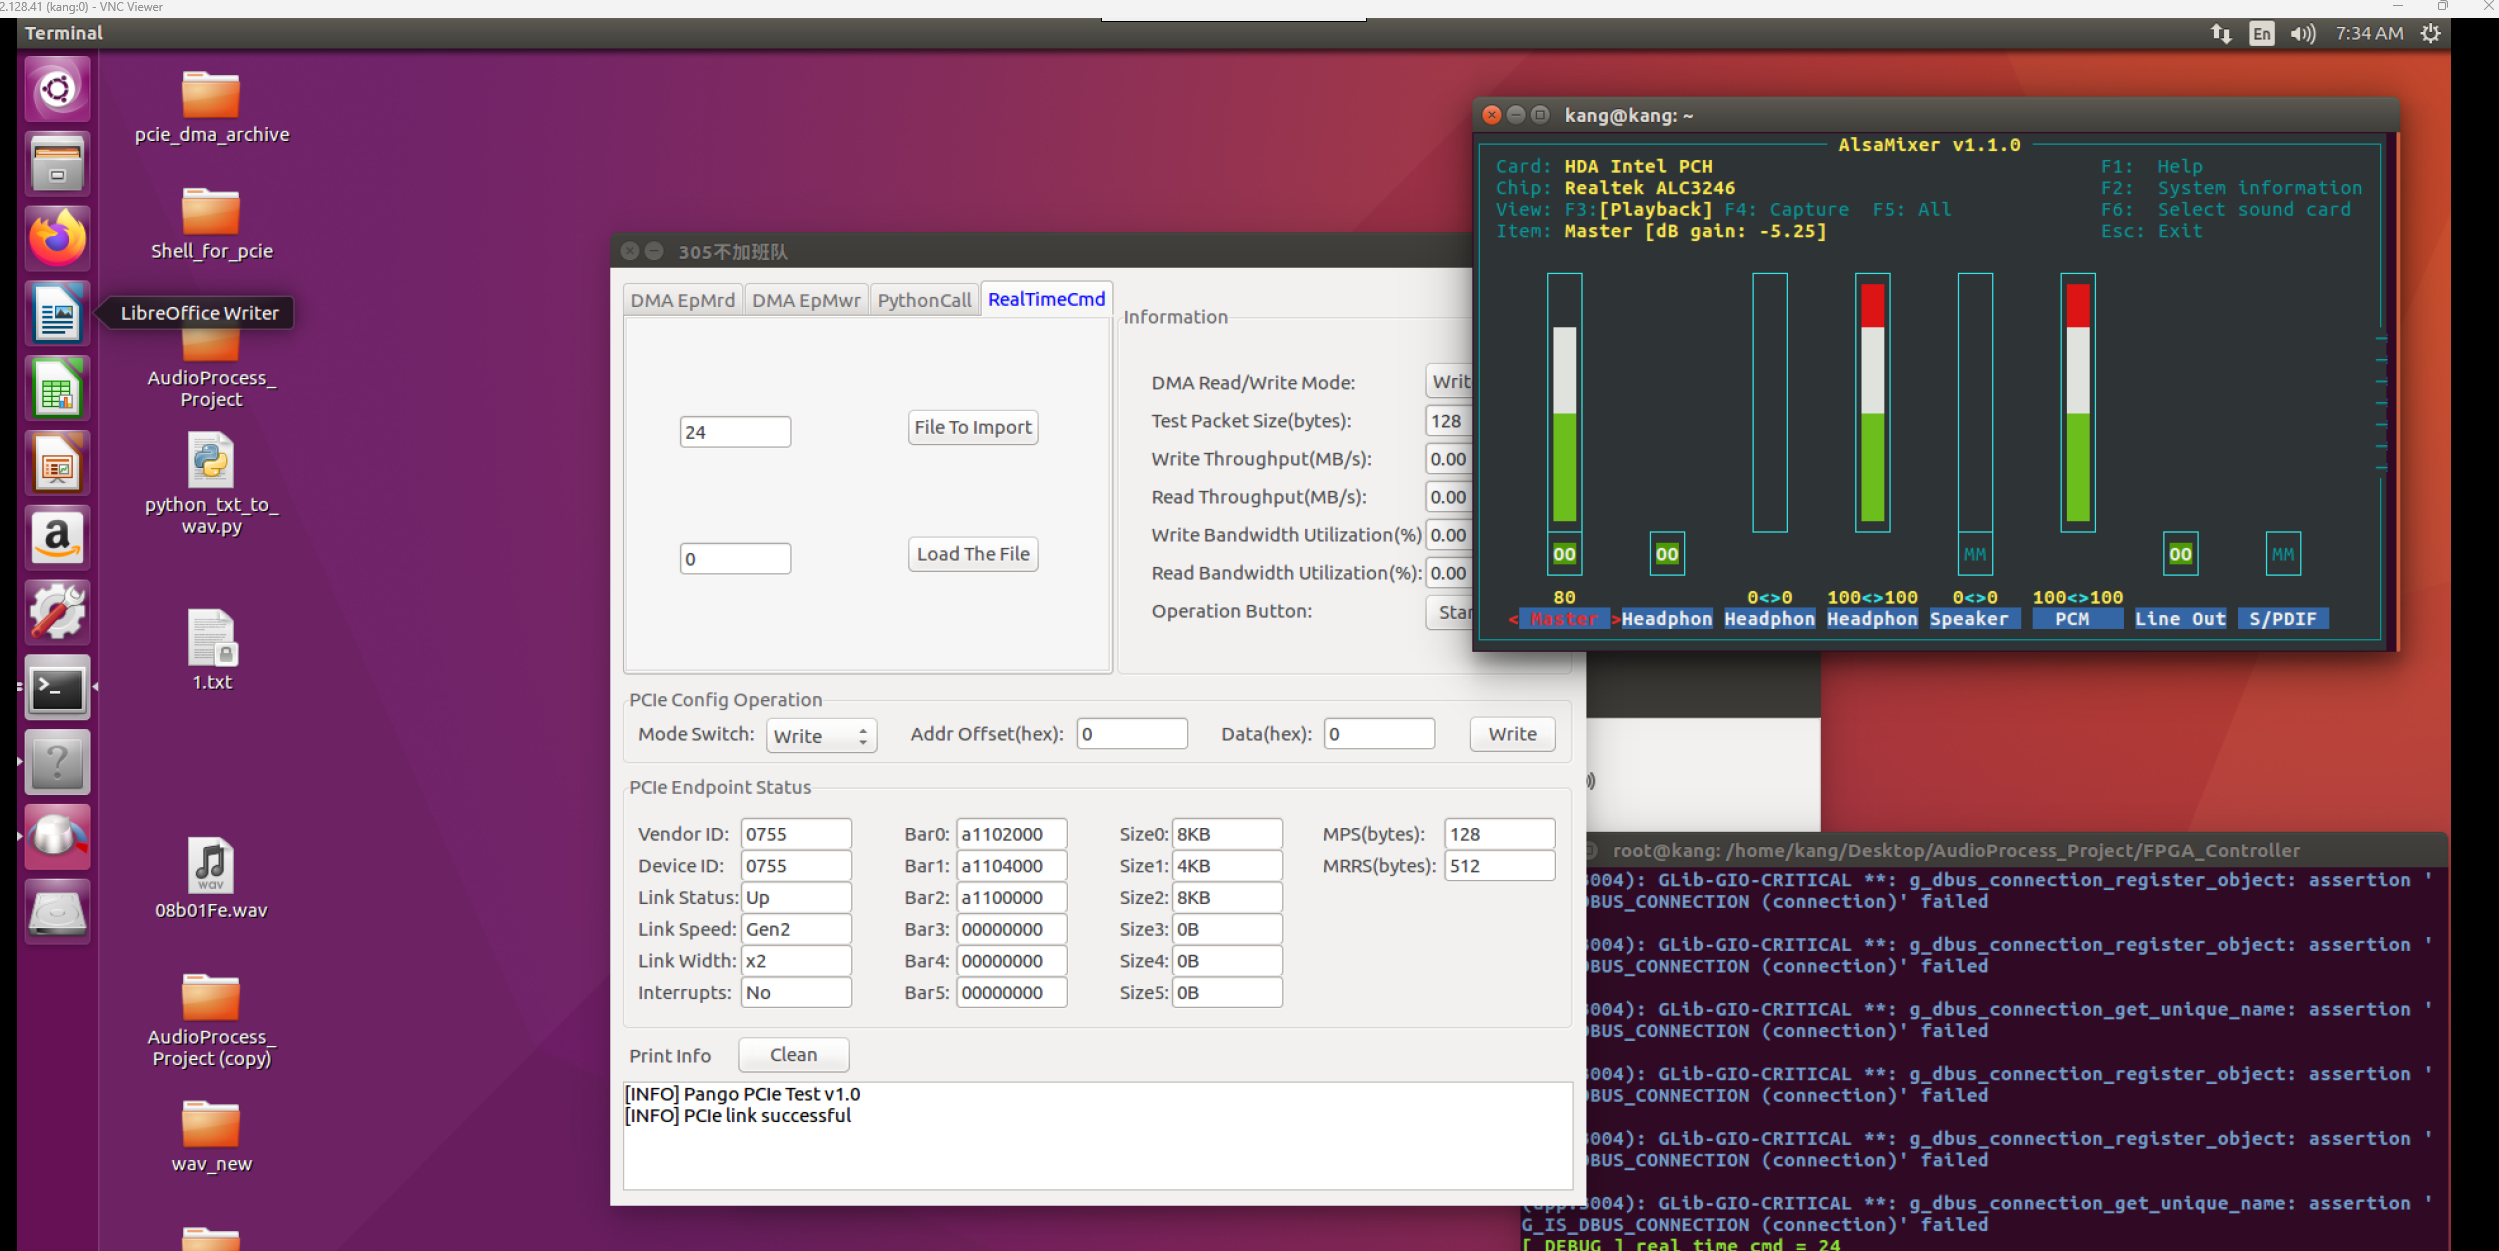 2.128.41 (kang:0) - VNC Viewer
Terminal
En
7:34 AM
pcie_dma_archive
Shell_for_pcie
LibreOffice Writer
AudioProcess_
Project
python_txt_to_
wav.py
1.txt
wav
08b01Fe.wav
AudioProcess_
Project (copy)
wav_new
305不加班队
DMA EpMrd
DMA EpMwr
PythonCall
RealTimeCmd
24
File To Import
0
Load The File
Information
DMA Read/Write Mode:
Writ
Test Packet Size(bytes):
128
Write Throughput(MB/s):
0.00
Read Throughput(MB/s):
0.00
Write Bandwidth Utilization(%)
0.00
Read Bandwidth Utilization(%):
0.00
Operation Button:
Star
PCIe Config Operation
Mode Switch:
Write
Addr Offset(hex):
0
Data(hex):
0
Write
PCIe Endpoint Status
Vendor ID: 0755 Bar0: a1102000 Size0: 8KB MPS(bytes): 128
Device ID: 0755 Bar1: a1104000 Size1: 4KB MRRS(bytes): 512
Link Status: Up Bar2: a1100000 Size2: 8KB
Link Speed: Gen2 Bar3: 00000000 Size3: 0B
Link Width: x2 Bar4: 00000000 Size4: 0B
Interrupts: No Bar5: 00000000 Size5: 0B
Print Info
Clean
[INFO] Pango PCIe Test v1.0
[INFO] PCIe link successful
kang@kang: ~
AlsaMixer v1.1.0
Card: HDA Intel PCH F1: Help
Chip: Realtek ALC3246 F2: System information
View: F3:[Playback] F4: Capture F5: All F6: Select sound card
Item: Master [dB gain: -5.25] Esc: Exit
OO OO MM OO MM
80 0<>0 100<>100 0<>0 100<>100
< Master >Headphon Headphon Headphon Speaker PCM Line Out S/PDIF
root@kang: /home/kang/Desktop/AudioProcess_Project/FPGA_Controller
004): GLib-GIO-CRITICAL **: g_dbus_connection_register_object: assertion '
BUS_CONNECTION (connection)' failed
004): GLib-GIO-CRITICAL **: g_dbus_connection_register_object: assertion '
BUS_CONNECTION (connection)' failed
004): GLib-GIO-CRITICAL **: g_dbus_connection_get_unique_name: assertion '
BUS_CONNECTION (connection)' failed
004): GLib-GIO-CRITICAL **: g_dbus_connection_register_object: assertion '
BUS_CONNECTION (connection)' failed
004): GLib-GIO-CRITICAL **: g_dbus_connection_register_object: assertion '
BUS_CONNECTION (connection)' failed
004): GLib-GIO-CRITICAL **: g_dbus_connection_get_unique_name: assertion '
G_IS_DBUS_CONNECTION (connection)' failed
[ DEBUG ] real time cmd = 24